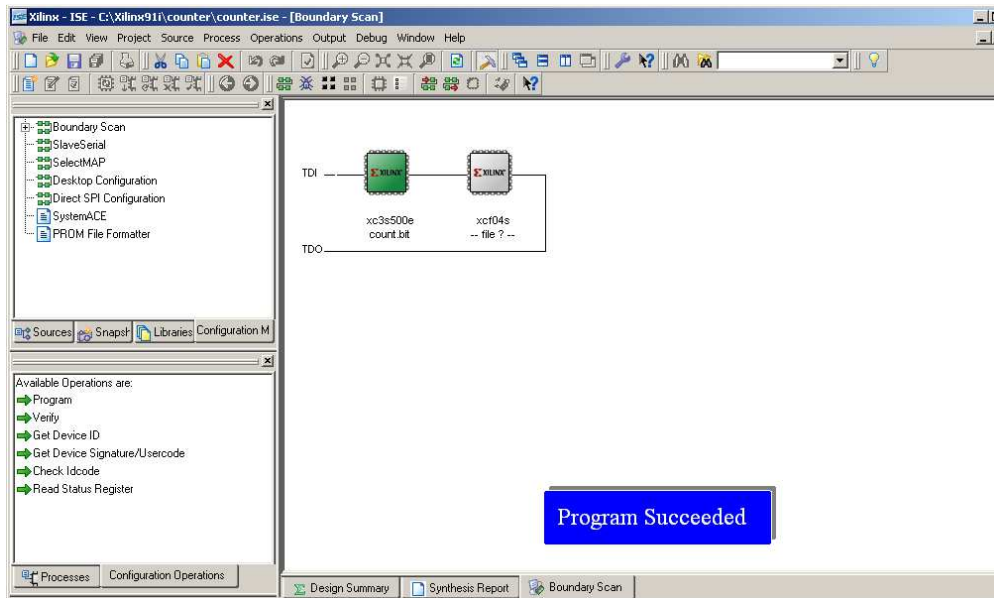 Xilinx - ISE - C:\Xilinx91i\counter\counter.ise - [Boundary Scan]
File Edit View Project Source Process Operations Output Debug Window Help
Boundary Scan
SlaveSerial
SelectMAP
Desktop Configuration
Direct SPI Configuration
SystemACE
PROM File Formatter
Sources Snapsh Libraries Configuration M
Available Operations are:
Program
Verify
Get Device ID
Get Device Signature/Usercode
Check Idcode
Read Status Register
Processes Configuration Operations
TDI
XILINX XILINX
xc3s500e xcf04s
count.bit -- file ? --
TDO
Program Succeeded
Design Summary Synthesis Report Boundary Scan